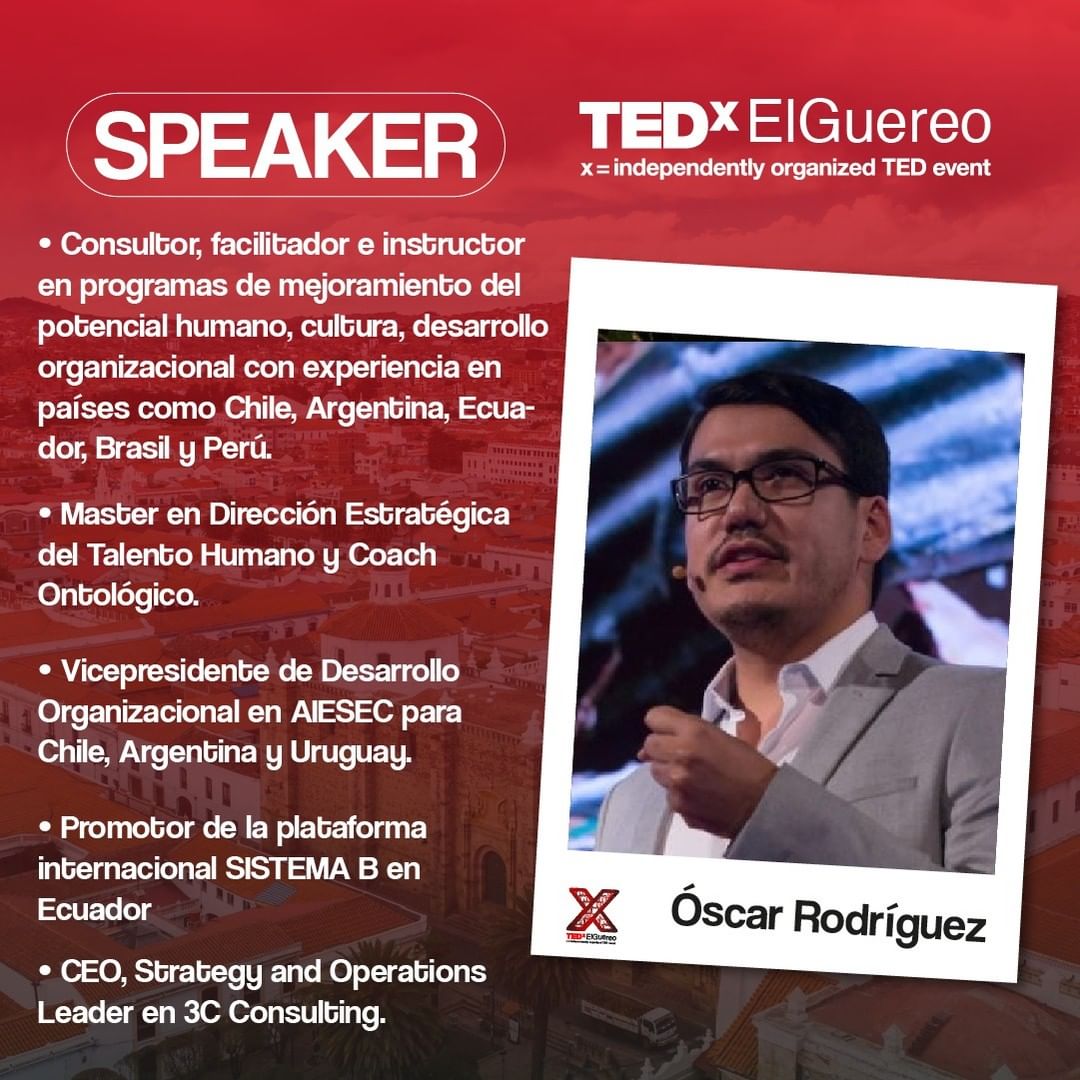 SPEAKER
TEDx ElGuereo
x = independently organized TED event
• Consultor, facilitador e instructor
en programas de mejoramiento del
potencial humano, cultura, desarrollo
organizacional con experiencia en
países como Chile, Argentina, Ecua-
dor, Brasil y Perú.
• Master en Dirección Estratégica
del Talento Humano y Coach
Ontológico.
• Vicepresidente de Desarrollo
Organizacional en AIESEC para
Chile, Argentina y Uruguay.
• Promotor de la plataforma
internacional SISTEMA B en
Ecuador
• CEO, Strategy and Operations
Leader en 3C Consulting.
X
TEDx ElGuereo
Óscar Rodríguez